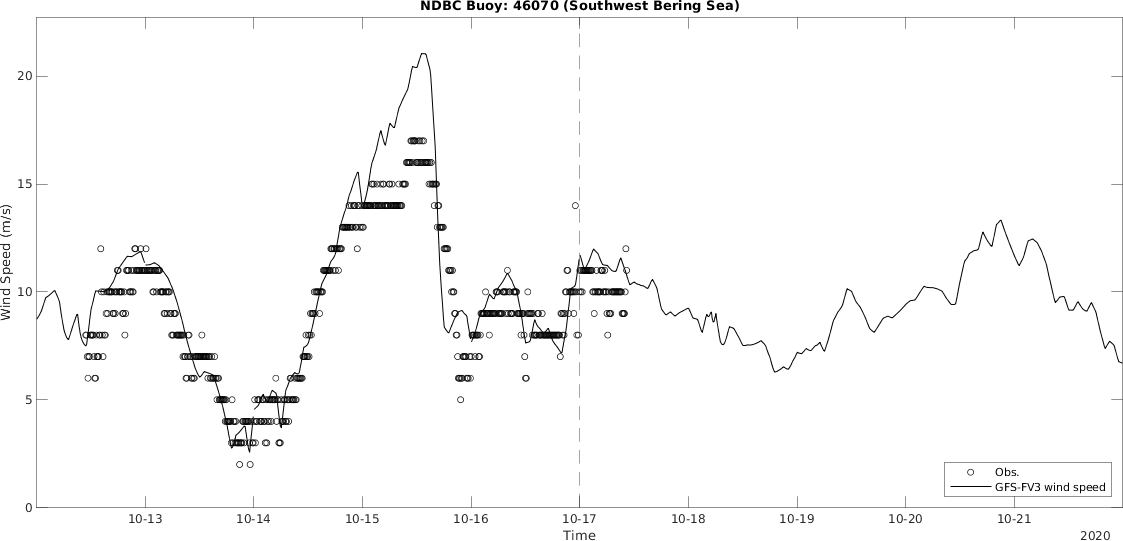 NDBC Buoy: 46070 (Southwest Bering Sea)
Wind Speed (m/s)
20
15
10
5
0
10-13 10-14 10-15 10-16 10-17 10-18 10-19 10-20 10-21
Time
2020
Obs.
GFS-FV3 wind speed